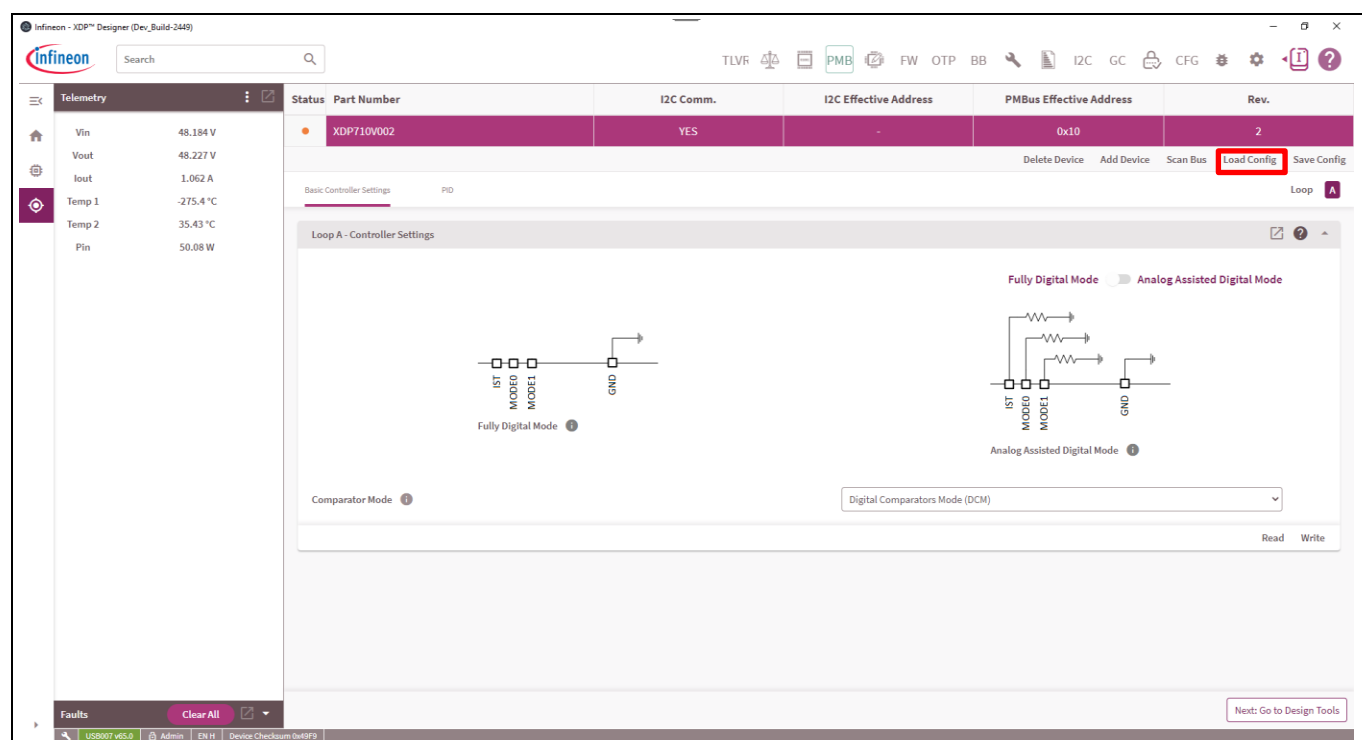 Infineon - XDP™ Designer (Dev_Build-2449)
infineon
Search
TLVR PMB FW OTP BB I2C GC CFG I ?
Telemetry
Vin 48.184 V
Vout 48.227 V
Iout 1.062 A
Temp 1 -275.4 °C
Temp 2 35.43 °C
Pin 50.08 W
Status Part Number I2C Comm. I2C Effective Address PMBus Effective Address Rev.
XDP710V002 YES - 0x10 2
Delete Device Add Device Scan Bus Load Config Save Config
Basic Controller Settings PID Loop A
Loop A - Controller Settings
Fully Digital Mode Analog Assisted Digital Mode
IST
MODE0
MODE1
GND
Fully Digital Mode
IST
MODE0
MODE1
GND
Analog Assisted Digital Mode
Comparator Mode Digital Comparators Mode (DCM)
Read Write
Next: Go to Design Tools
Faults Clear All
USB007 v65.0 Admin EN H Device Checksum 0x49F9